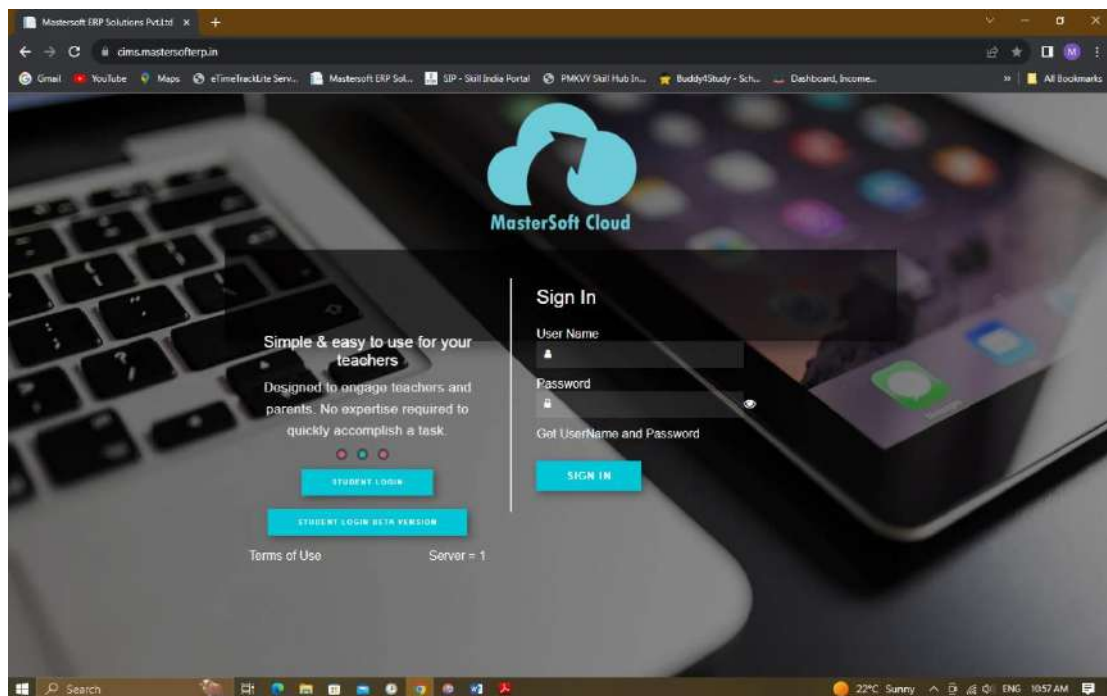 Mastersoft ERP Solutions Pvt.Ltd
cims.mastersofterp.in
M
Gmail YouTube Maps eTimeTrackLite Serv... Mastersoft ERP Sol... SIP - Skill India Portal PMKVY Skill Hub In... Buddy4Study - Sch... Dashboard, Income... » All Bookmarks
MasterSoft Cloud
Simple & easy to use for your
teachers
Designed to engage teachers and
parents. No expertise required to
quickly accomplish a task.
STUDENT LOGIN
STUDENT LOGIN BETA VERSION
Terms of Use Server = 1
Sign In
User Name
Password
Get UserName and Password
SIGN IN
Search 22°C Sunny ENG 10:57 AM